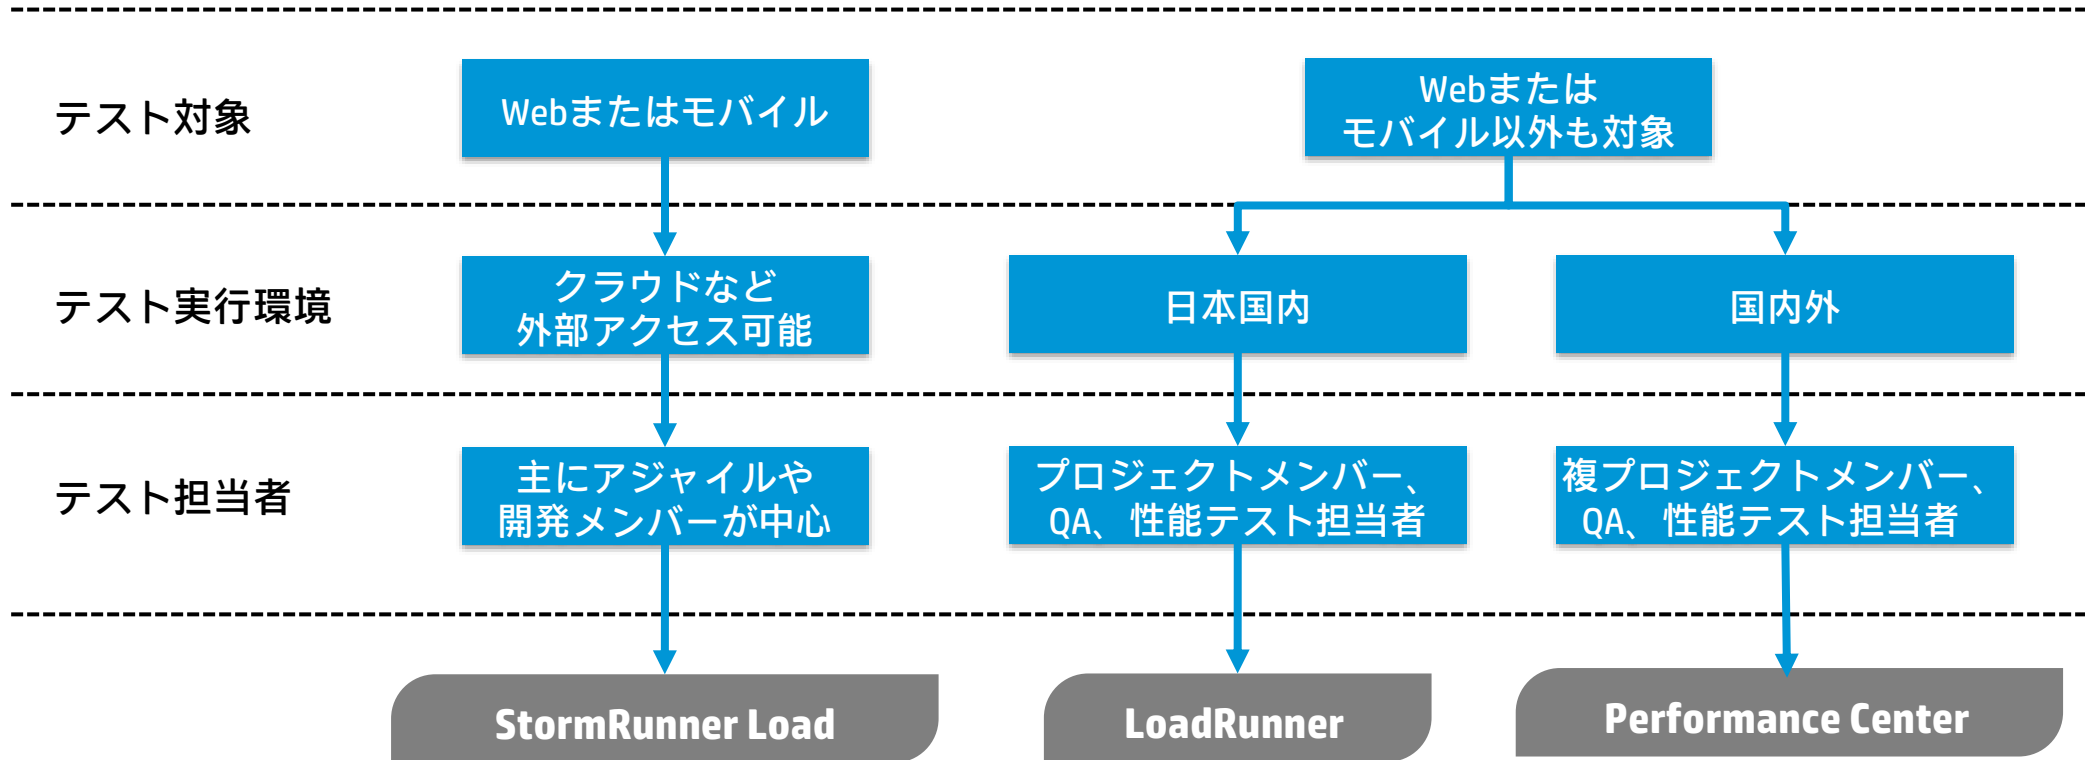 テスト対象
Webまたはモバイル
Webまたは
モバイル以外も対象
テスト実行環境
クラウドなど
外部アクセス可能
日本国内
国内外
テスト担当者
主にアジャイルや
開発メンバーが中心
プロジェクトメンバー、
QA、性能テスト担当者
複プロジェクトメンバー、
QA、性能テスト担当者
StormRunner Load
LoadRunner
Performance Center